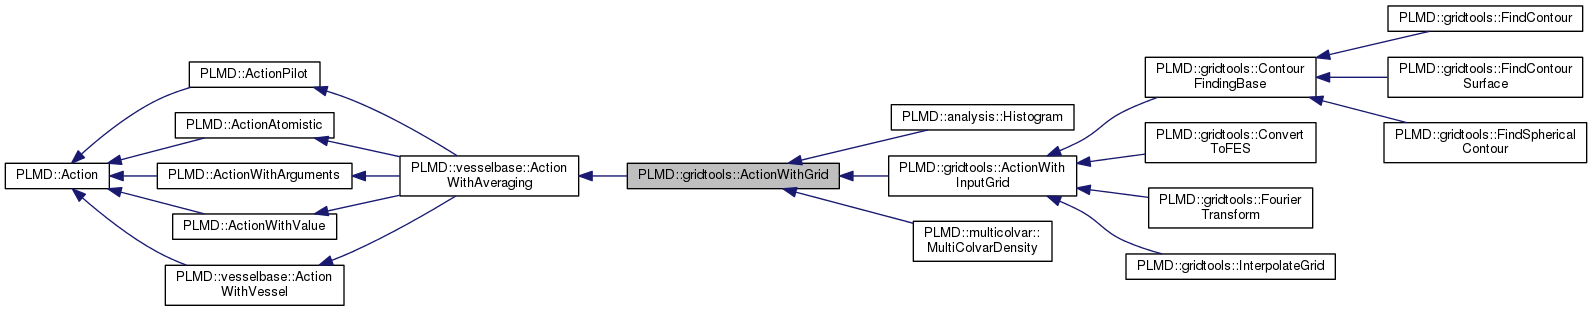 PLMD::Action
PLMD::ActionPilot
PLMD::ActionAtomistic
PLMD::ActionWithArguments
PLMD::ActionWithValue
PLMD::vesselbase::Action
WithVessel
PLMD::vesselbase::Action
WithAveraging
PLMD::gridtools::ActionWithGrid
PLMD::analysis::Histogram
PLMD::gridtools::ActionWith
InputGrid
PLMD::multicolvar::
MultiColvarDensity
PLMD::gridtools::Contour
FindingBase
PLMD::gridtools::Convert
ToFES
PLMD::gridtools::Fourier
Transform
PLMD::gridtools::InterpolateGrid
PLMD::gridtools::FindContour
PLMD::gridtools::FindContour
Surface
PLMD::gridtools::FindSpherical
Contour